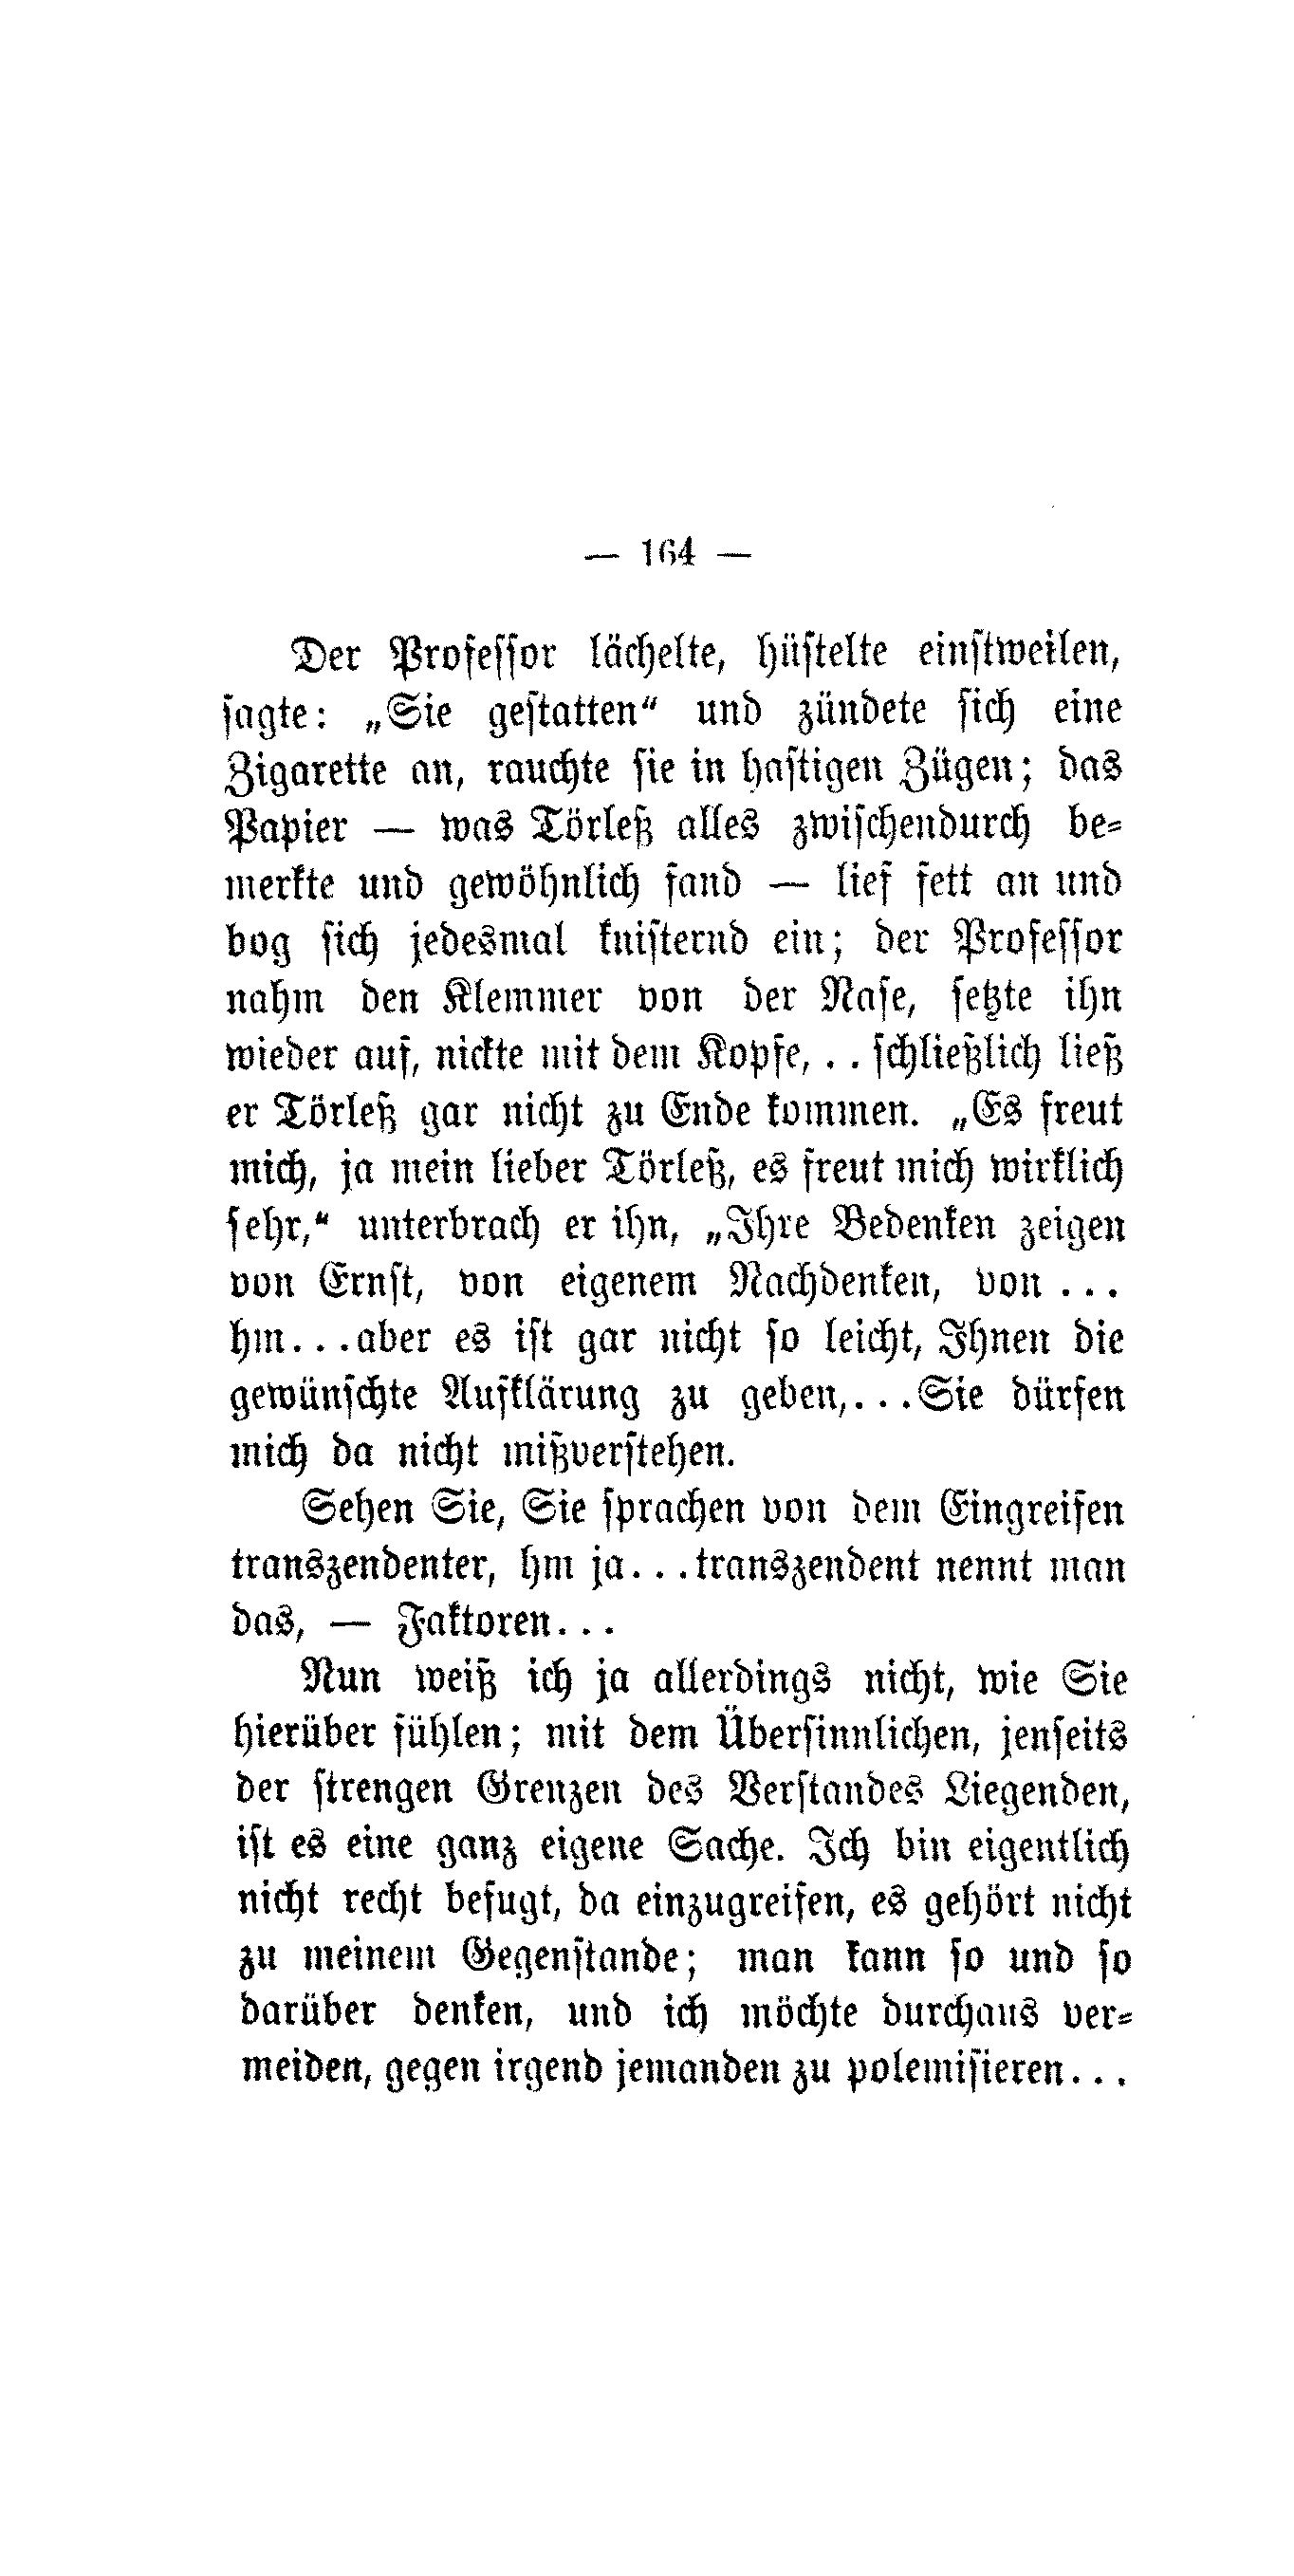 — 164 —
Der Professor lächelte, hüstelte einstweilen,
sagte: „Sie gestatten“ und zündete sich eine
Zigarette an, rauchte sie in hastigen Zügen; das
Papier — was Törleß alles zwischendurch be-
merkte und gewöhnlich fand — lief fett an und
bog sich jedesmal knisternd ein; der Professor
nahm den Klemmer von der Nase, setzte ihn
wieder auf, nickte mit dem Kopfe, . . schließlich ließ
er Törleß gar nicht zu Ende kommen. „Es freut
mich, ja mein lieber Törleß, es freut mich wirklich
sehr,“ unterbrach er ihn, „Ihre Bedenken zeigen
von Ernst, von eigenem Nachdenken, von . . .
hm. . .aber es ist gar nicht so leicht, Ihnen die
gewünschte Aufklärung zu geben,. . .Sie dürfen
mich da nicht mißverstehen.
Sehen Sie, Sie sprachen von dem Eingreifen
transzendenter, hm ja. . .transzendent nennt man
das, — Faktoren. . .
Nun weiß ich ja allerdings nicht, wie Sie
hierüber fühlen; mit dem Übersinnlichen, jenseits
der strengen Grenzen des Verstandes Liegenden,
ist es eine ganz eigene Sache. Ich bin eigentlich
nicht recht befugt, da einzugreifen, es gehört nicht
zu meinem Gegenstande; man kann so und so
darüber denken, und ich möchte durchaus ver-
meiden, gegen irgend jemanden zu polemisieren. . .